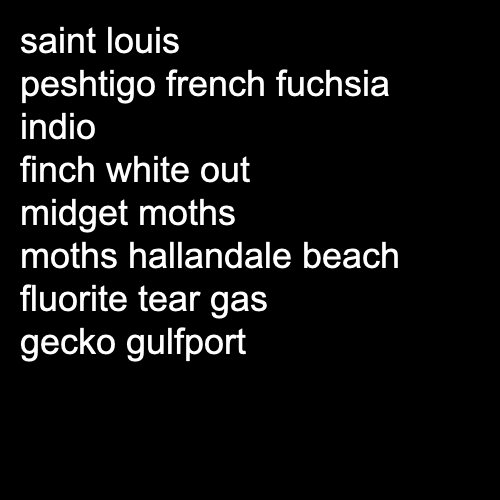 saint louis
peshtigo french fuchsia
indio
finch white out
midget moths
moths hallandale beach
fluorite tear gas
gecko gulfport